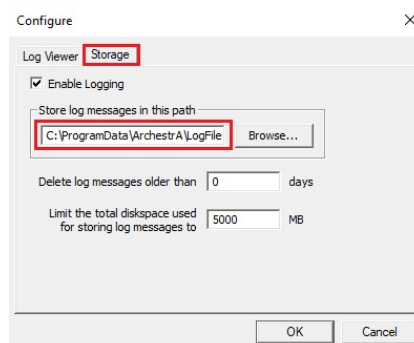 Configure
Log Viewer Storage
Enable Logging
Store log messages in this path
C:\ProgramData\ArchestrA\LogFile Browse...
Delete log messages older than 0 days
Limit the total diskspace used
for storing log messages to 5000 MB
OK Cancel